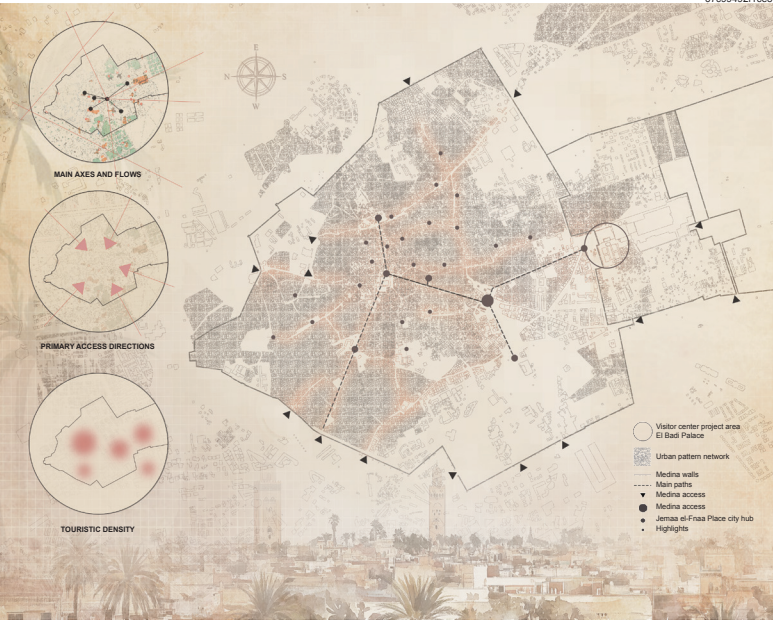 E
N
S
W
MAIN AXES AND FLOWS
PRIMARY ACCESS DIRECTIONS
TOURISTIC DENSITY
Visitor center project area
El Badi Palace
Urban pattern network
Medina walls
Main paths
Medina access
Medina access
Jemaa el-Fnaa Place city hub
Highlights